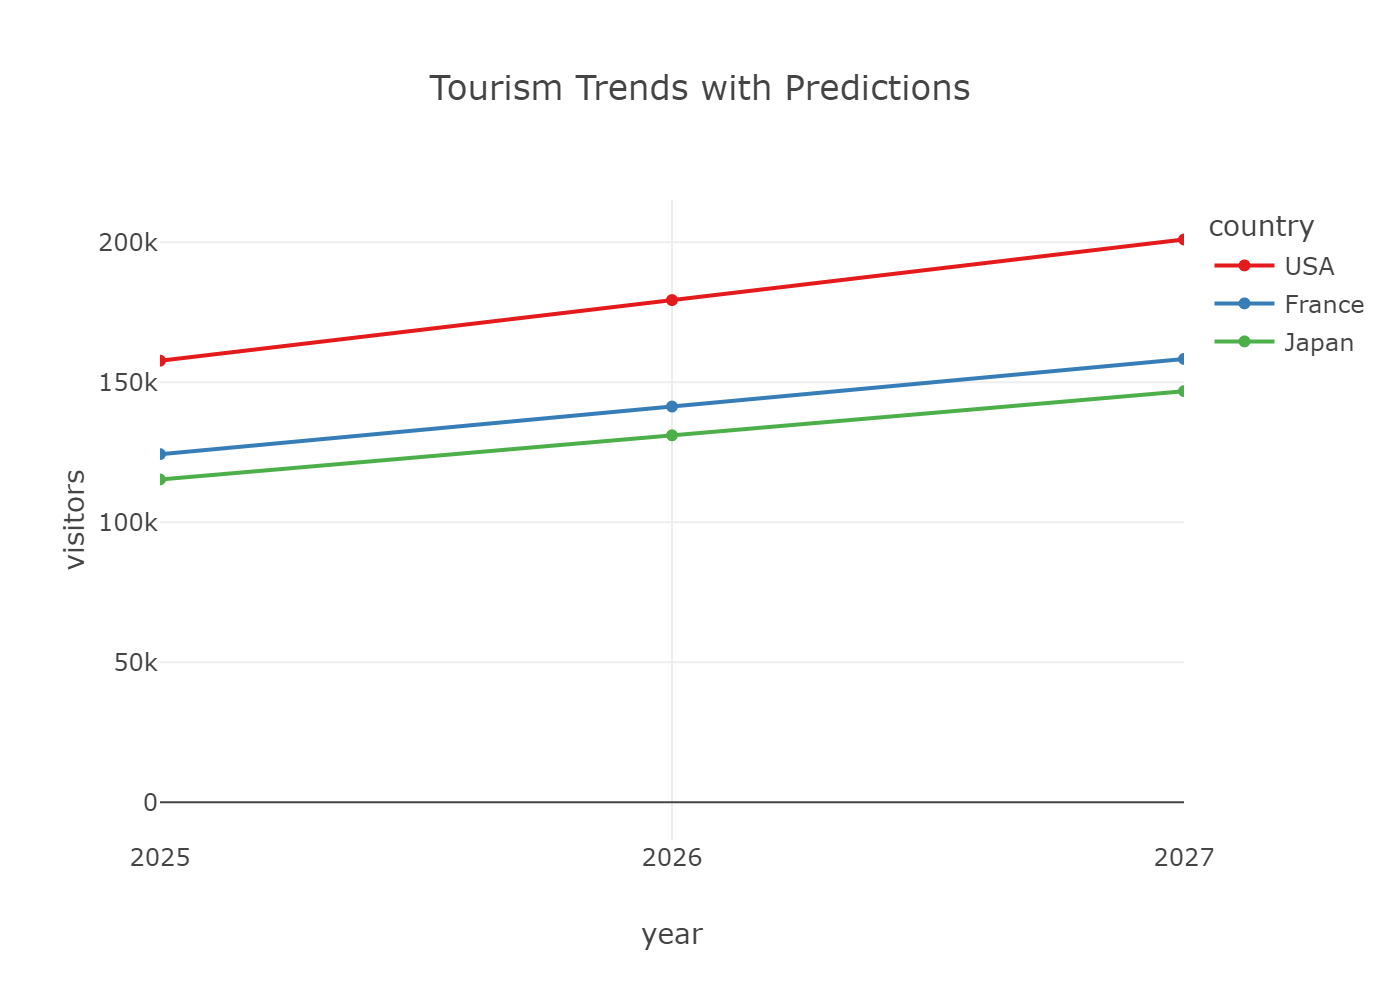 Tourism Trends with Predictions
country
USA
France
Japan
200k
150k
100k
50k
0
visitors
2025
2026
2027
year